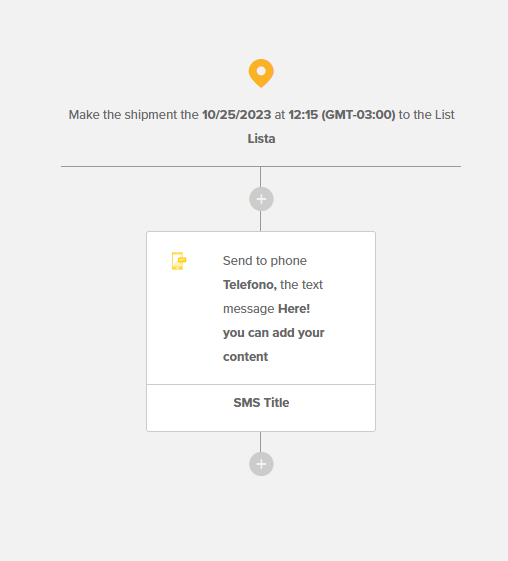 Make the shipment the 10/25/2023 at 12:15 (GMT-03:00) to the List
Lista
Send to phone
Telefono, the text
message Here!
you can add your
content
SMS Title